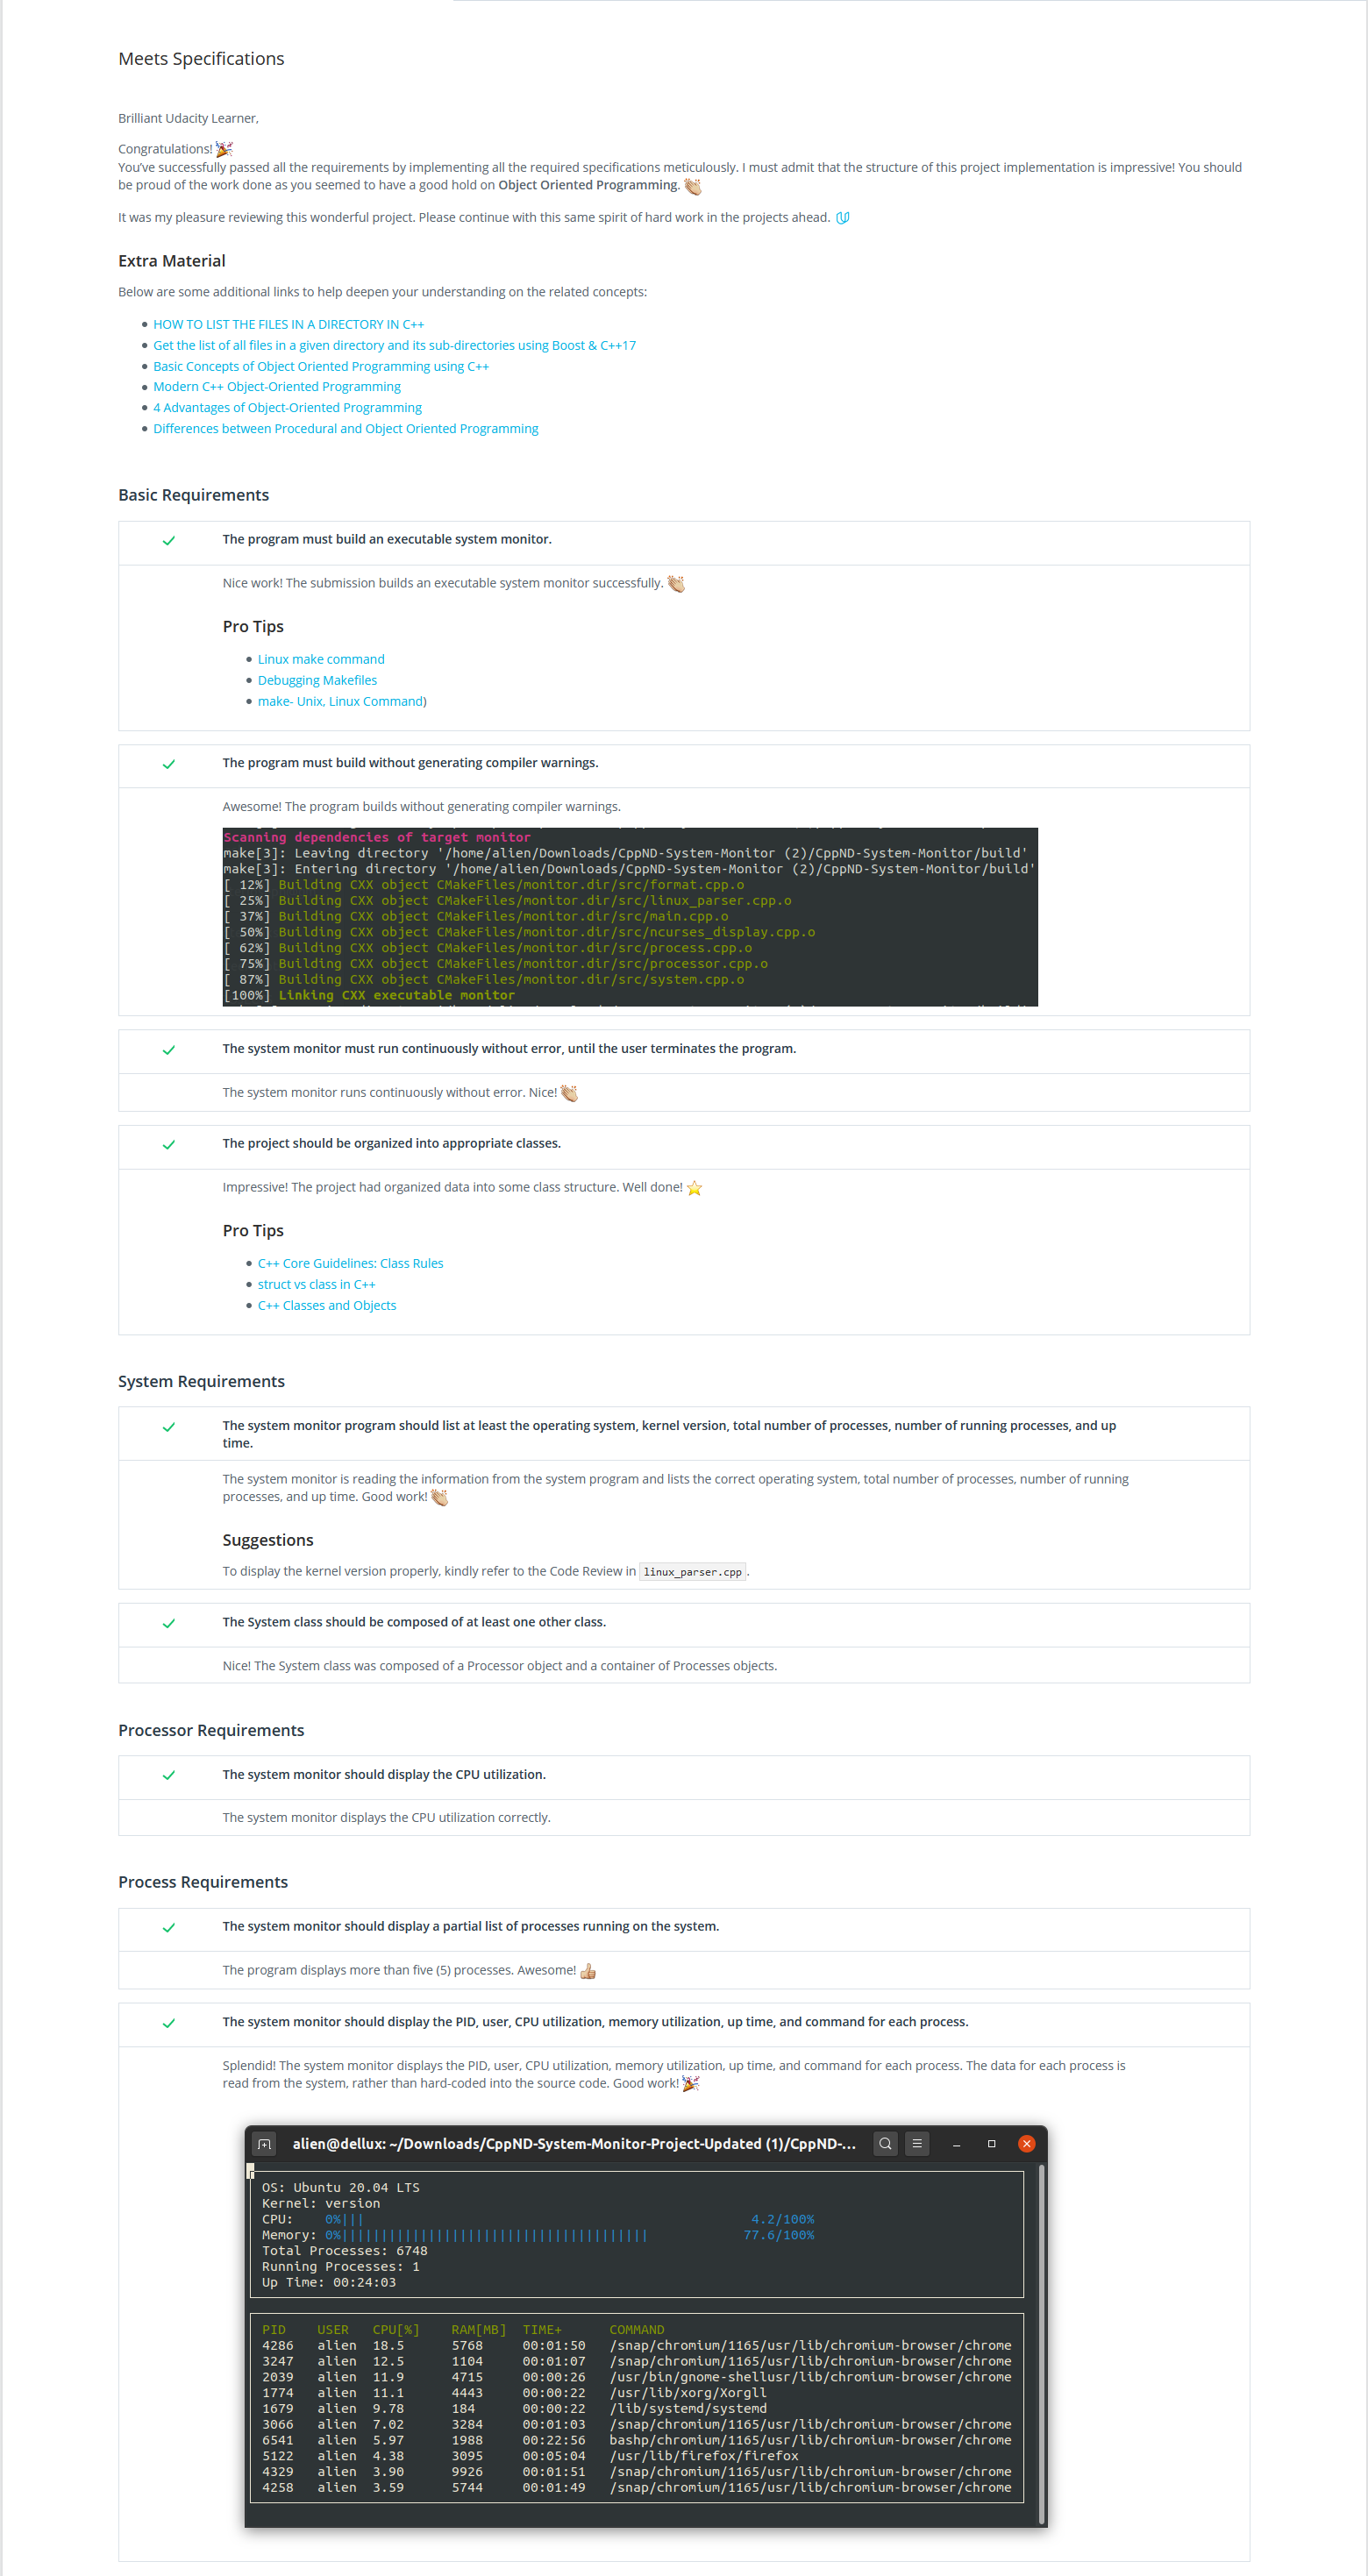 Meets Specifications
Brilliant Udacity Learner,
Congratulations!
You've successfully passed all the requirements by implementing all the required specifications meticulously. I must admit that the structure of this project implementation is impressive! You should
be proud of the work done as you seemed to have a good hold on Object Oriented Programming.
It was my pleasure reviewing this wonderful project. Please continue with this same spirit of hard work in the projects ahead.
Extra Material
Below are some additional links to help deepen your understanding on the related concepts:
HOW TO LIST THE FILES IN A DIRECTORY IN C++
Get the list of all files in a given directory and its sub-directories using Boost & C++17
Basic Concepts of Object Oriented Programming using C++
Modern C++ Object-Oriented Programming
4 Advantages of Object-Oriented Programming
Differences between Procedural and Object Oriented Programming
Basic Requirements
The program must build an executable system monitor.
Nice work! The submission builds an executable system monitor successfully.
Pro Tips
Linux make command
Debugging Makefiles
make- Unix, Linux Command)
The program must build without generating compiler warnings.
Awesome! The program builds without generating compiler warnings.
Scanning dependencies of target monitor
make[3]: Leaving directory '/home/alien/Downloads/CppND-System-Monitor (2)/CppND-System-Monitor/build'
make[3]: Entering directory '/home/alien/Downloads/CppND-System-Monitor (2)/CppND-System-Monitor/build'
[ 12%] Building CXX object CMakeFiles/monitor.dir/src/format.cpp.o
[ 25%] Building CXX object CMakeFiles/monitor.dir/src/linux_parser.cpp.o
[ 37%] Building CXX object CMakeFiles/monitor.dir/src/main.cpp.o
[ 50%] Building CXX object CMakeFiles/monitor.dir/src/ncurses_display.cpp.o
[ 62%] Building CXX object CMakeFiles/monitor.dir/src/process.cpp.o
[ 75%] Building CXX object CMakeFiles/monitor.dir/src/processor.cpp.o
[ 87%] Building CXX object CMakeFiles/monitor.dir/src/system.cpp.o
[100%] Linking CXX executable monitor
The system monitor must run continuously without error, until the user terminates the program.
The system monitor runs continuously without error. Nice!
The project should be organized into appropriate classes.
Impressive! The project had organized data into some class structure. Well done!
Pro Tips
C++ Core Guidelines: Class Rules
struct vs class in C++
C++ Classes and Objects
System Requirements
The system monitor program should list at least the operating system, kernel version, total number of processes, number of running processes, and up
time.
The system monitor is reading the information from the system program and lists the correct operating system, total number of processes, number of running
processes, and up time. Good work!
Suggestions
To display the kernel version properly, kindly refer to the Code Review in linux_parser.cpp.
The System class should be composed of at least one other class.
Nice! The System class was composed of a Processor object and a container of Processes objects.
Processor Requirements
The system monitor should display the CPU utilization.
The system monitor displays the CPU utilization correctly.
Process Requirements
The system monitor should display a partial list of processes running on the system.
The program displays more than five (5) processes. Awesome!
The system monitor should display the PID, user, CPU utilization, memory utilization, up time, and command for each process.
Splendid! The system monitor displays the PID, user, CPU utilization, memory utilization, up time, and command for each process. The data for each process is
read from the system, rather than hard-coded into the source code. Good work!
alien@dellux: ~/Downloads/CppND-System-Monitor-Project-Updated (1)/CppND-...
OS: Ubuntu 20.04 LTS
Kernel: version
CPU: 0%||| 4.2/100%
Memory: 0%||||||||||||||||||||||||||||||||||||||| 77.6/100%
Total Processes: 6748
Running Processes: 1
Up Time: 00:24:03
PID USER CPU[%] RAM[MB] TIME+ COMMAND
4286 alien 18.5 5768 00:01:50 /snap/chromium/1165/usr/lib/chromium-browser/chrome
3247 alien 12.5 1104 00:01:07 /snap/chromium/1165/usr/lib/chromium-browser/chrome
2039 alien 11.9 4715 00:00:26 /usr/bin/gnome-shellusr/lib/chromium-browser/chrome
1774 alien 11.1 4443 00:00:22 /usr/lib/xorg/Xorgll
1679 alien 9.78 184 00:00:22 /lib/systemd/systemd
3066 alien 7.02 3284 00:01:03 /snap/chromium/1165/usr/lib/chromium-browser/chrome
6541 alien 5.97 1988 00:22:56 bashp/chromium/1165/usr/lib/chromium-browser/chrome
5122 alien 4.38 3095 00:05:04 /usr/lib/firefox/firefox
4329 alien 3.90 9926 00:01:51 /snap/chromium/1165/usr/lib/chromium-browser/chrome
4258 alien 3.59 5744 00:01:49 /snap/chromium/1165/usr/lib/chromium-browser/chrome